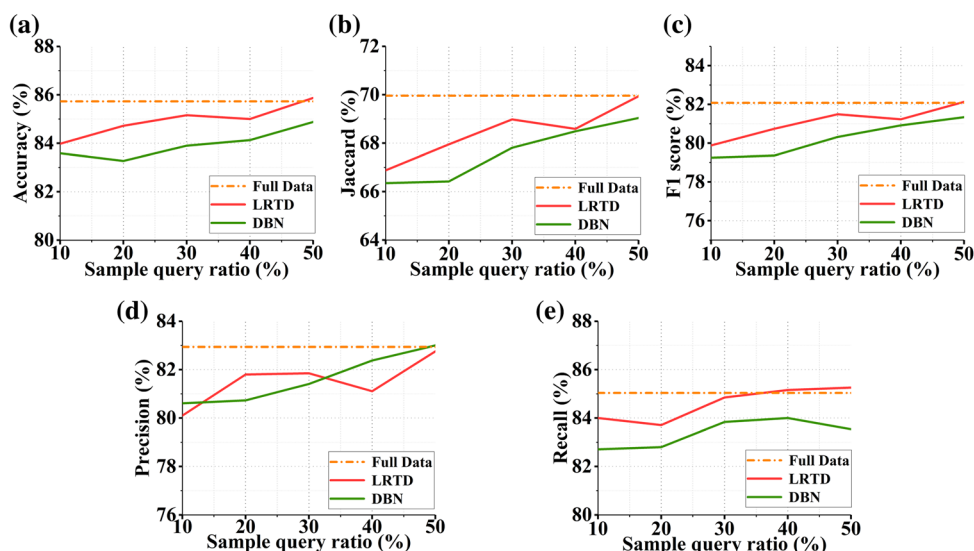 (a)
88
86
84
82
80
Accuracy (%)
Full Data
LRTD
DBN
10 20 30 40 50
Sample query ratio (%)
(b)
72
70
68
66
64
Jaccard (%)
Full Data
LRTD
DBN
10 20 30 40 50
Sample query ratio (%)
(c)
84
82
80
78
76
F1 score (%)
Full Data
LRTD
DBN
10 20 30 40 50
Sample query ratio (%)
(d)
84
82
80
78
76
Precision (%)
Full Data
LRTD
DBN
10 20 30 40 50
Sample query ratio (%)
(e)
88
86
84
82
80
Recall (%)
Full Data
LRTD
DBN
10 20 30 40 50
Sample query ratio (%)